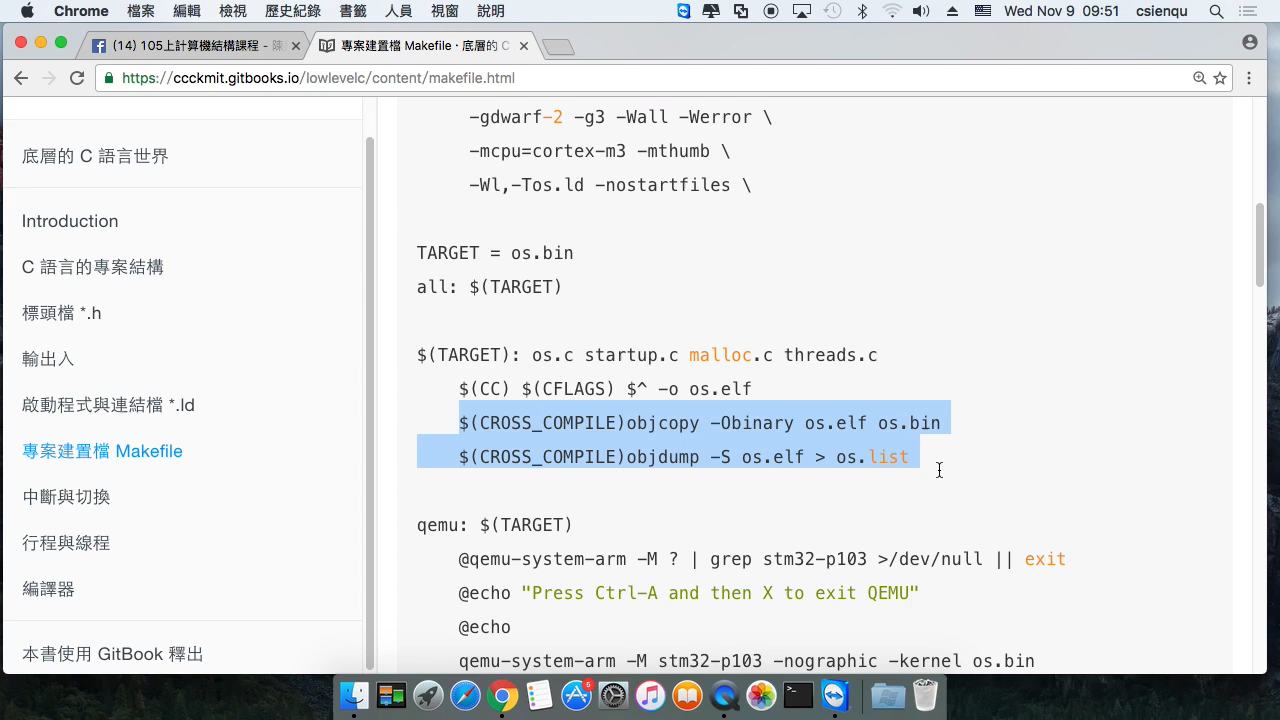 Chrome 檔案 編輯 檢視 歷史紀錄 書籤 人員 視窗 說明 Wed Nov 9 09:51 csienqu
(14) 105上計算機結構課程 - 陳
專案建置檔 Makefile · 底層的 C
https://ccckmit.gitbooks.io/lowlevelc/content/makefile.html
底層的 C 語言世界
Introduction
C 語言的專案結構
標頭檔 *.h
輸出入
啟動程式與連結檔 *.ld
專案建置檔 Makefile
中斷與切換
行程與線程
編譯器
本書使用 GitBook 釋出
-gdwarf-2 -g3 -Wall -Werror \
-mcpu=cortex-m3 -mthumb \
-Wl,-Tos.ld -nostartfiles \
TARGET = os.bin
all: $(TARGET)
$(TARGET): os.c startup.c malloc.c threads.c
$(CC) $(CFLAGS) $^ -o os.elf
$(CROSS_COMPILE)objcopy -Obinary os.elf os.bin
$(CROSS_COMPILE)objdump -S os.elf > os.list
qemu: $(TARGET)
@qemu-system-arm -M ? | grep stm32-p103 >/dev/null || exit
@echo "Press Ctrl-A and then X to exit QEMU"
@echo
qemu-system-arm -M stm32-p103 -nographic -kernel os.bin